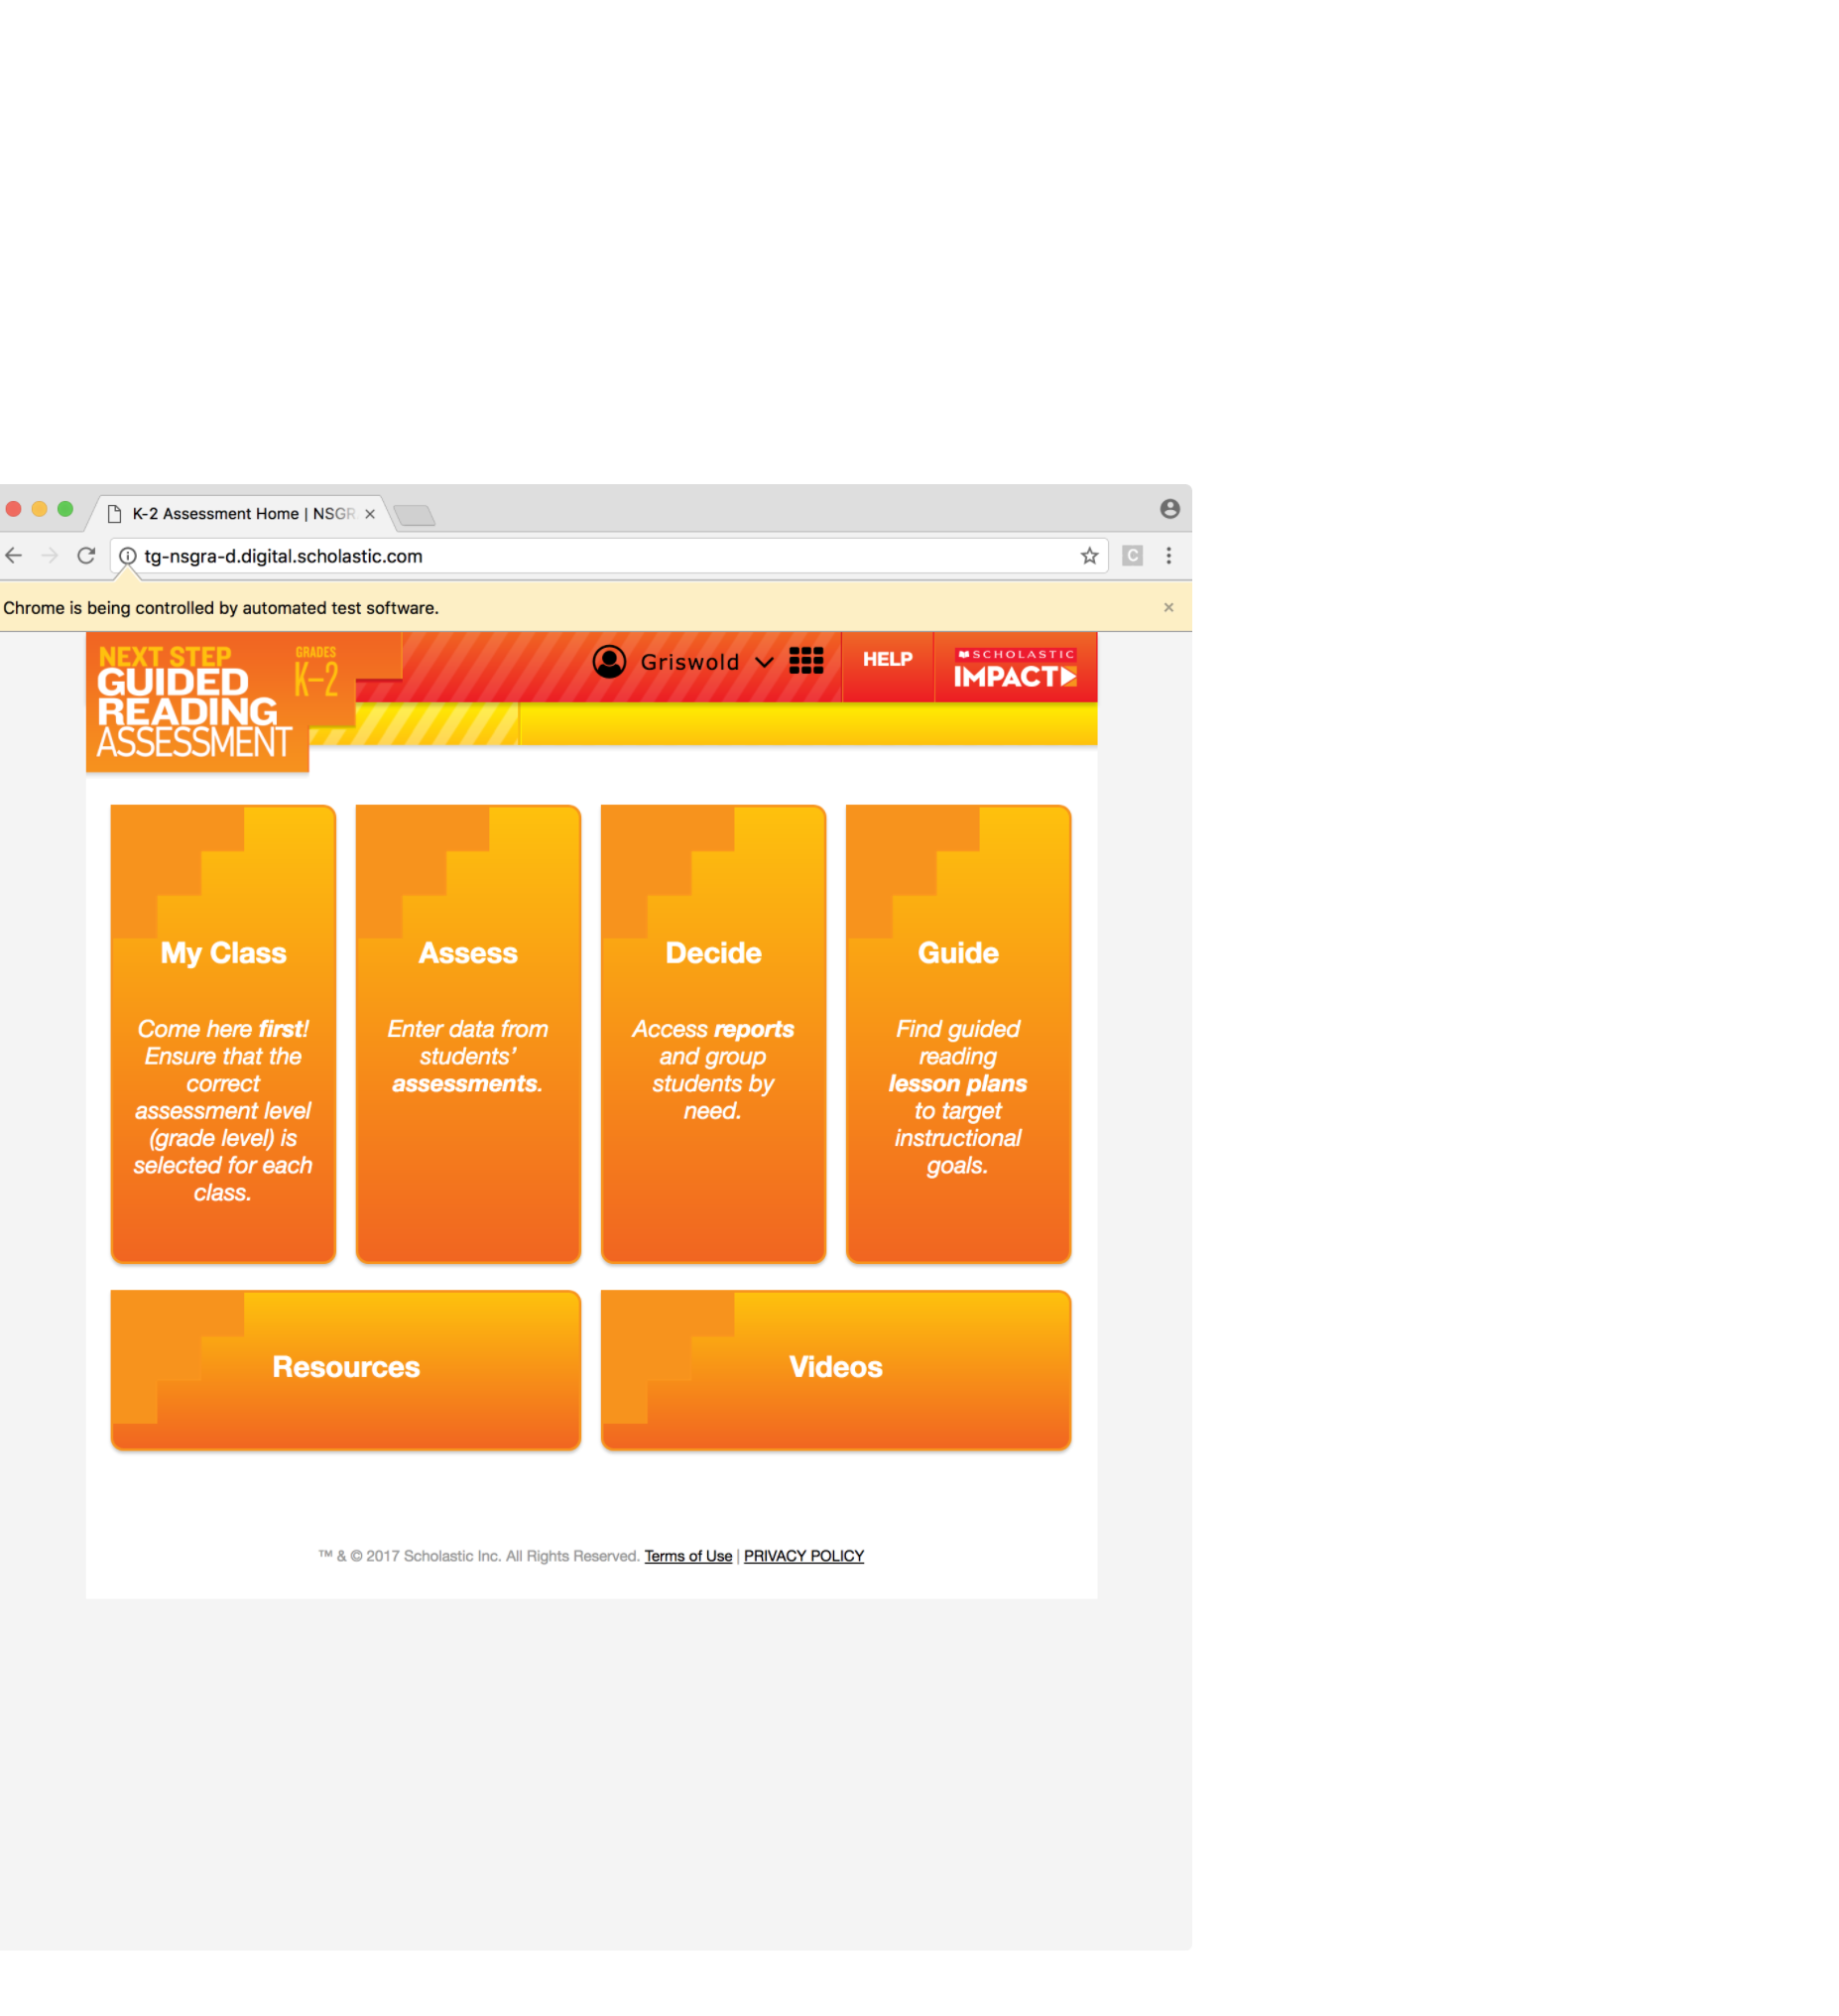 K-2 Assessment Home | NSGR
tg-nsgra-d.digital.scholastic.com
C
Chrome is being controlled by automated test software.
NEXT STEP
GUIDED
READING
ASSESSMENT
GRADES
K–2
Griswold
HELP
SCHOLASTIC
IMPACT
My Class
Come here first!
Ensure that the
correct
assessment level
(grade level) is
selected for each
class.
Assess
Enter data from
students’
assessments.
Decide
Access reports
and group
students by
need.
Guide
Find guided
reading
lesson plans
to target
instructional
goals.
Resources
Videos
™ & © 2017 Scholastic Inc. All Rights Reserved. Terms of Use | PRIVACY POLICY